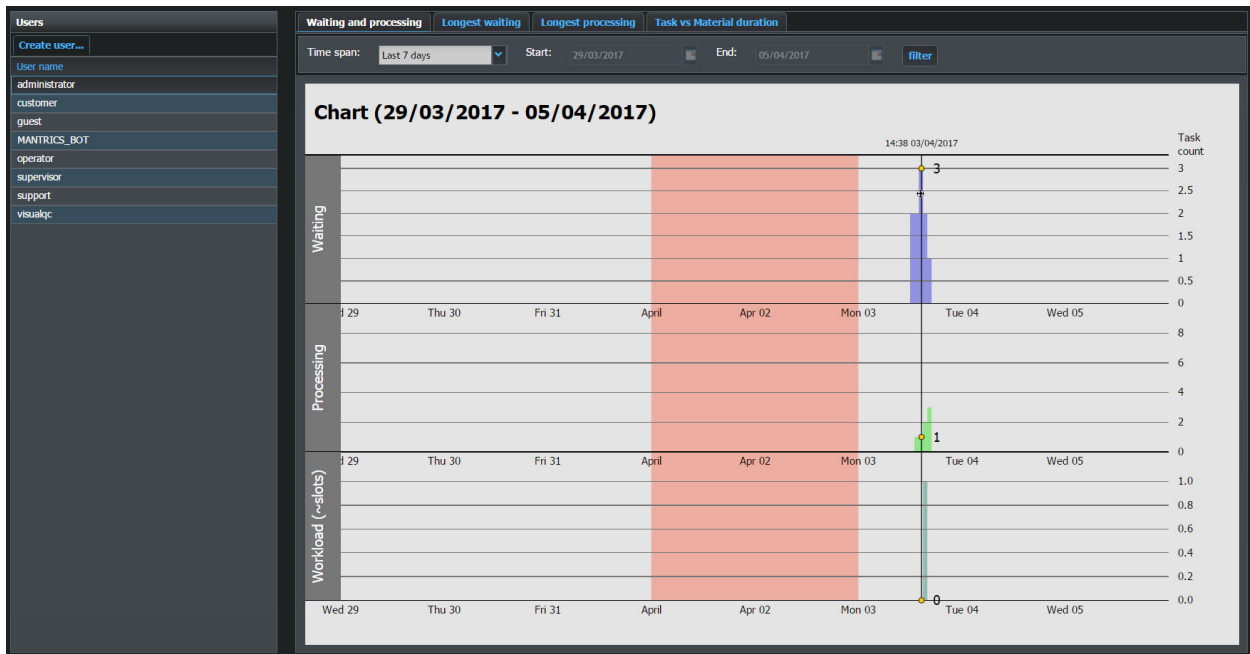 Users
Create user...
User name
administrator
customer
guest
MANTRICS_BOT
operator
supervisor
support
visualqc
Waiting and processing Longest waiting Longest processing Task vs Material duration
Time span: Last 7 days Start: 29/03/2017 End: 05/04/2017 filter
Chart (29/03/2017 - 05/04/2017)
14:38 03/04/2017
Task
count
Waiting
3
3
2.5
2
1.5
1
0.5
0
d 29 Thu 30 Fri 31 April Apr 02 Mon 03 Tue 04 Wed 05
Processing
8
6
4
2
1
0
d 29 Thu 30 Fri 31 April Apr 02 Mon 03 Tue 04 Wed 05
Workload (~slots)
1.0
0.8
0.6
0.4
0.2
0.0
0
Wed 29 Thu 30 Fri 31 April Apr 02 Mon 03 Tue 04 Wed 05